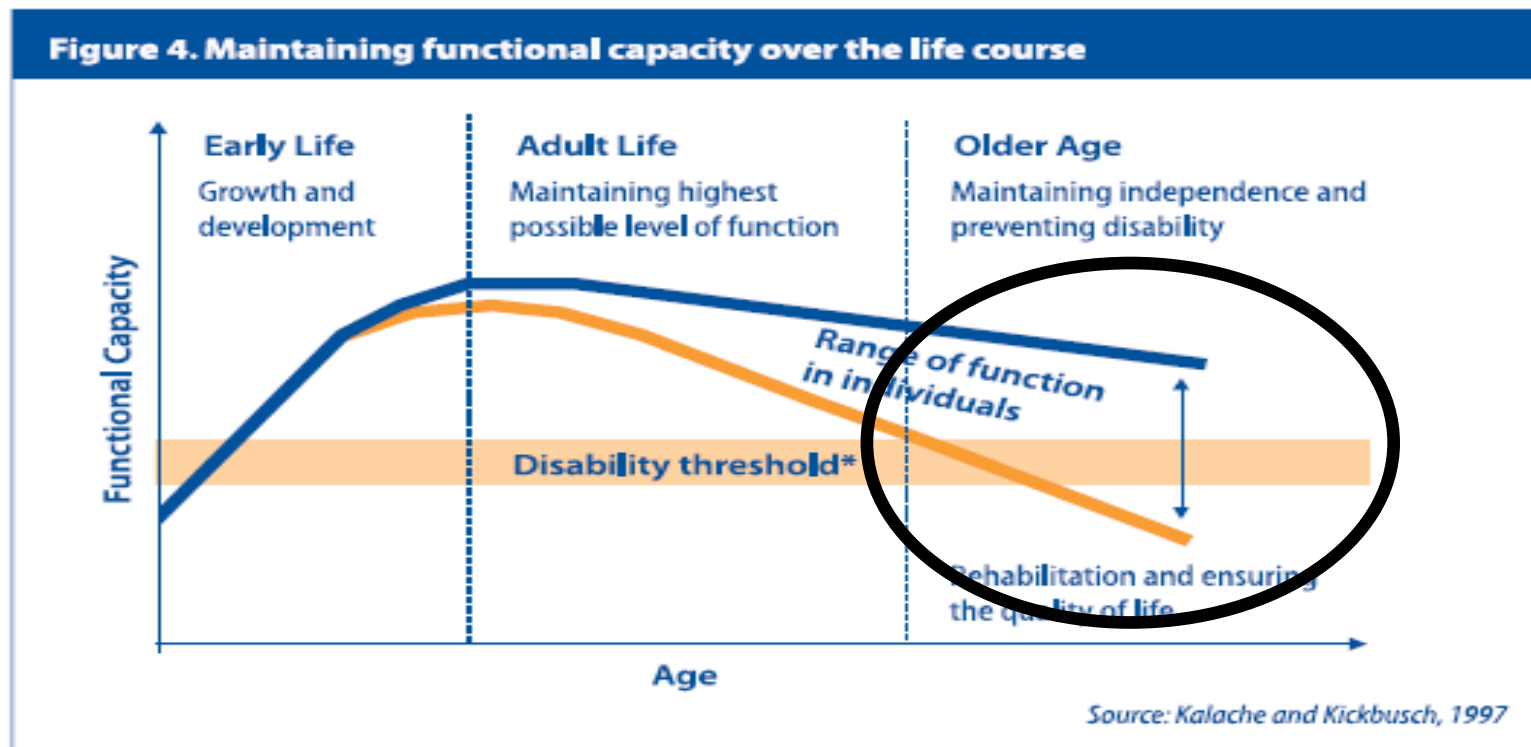 Figure 4. Maintaining functional capacity over the life course
Early Life
Growth and
development
Adult Life
Maintaining highest
possible level of function
Older Age
Maintaining independence and
preventing disability
Functional Capacity
Range of function
in individuals
Disability threshold*
Rehabilitation and ensuring
the quality of life
Age
Source: Kalache and Kickbusch, 1997